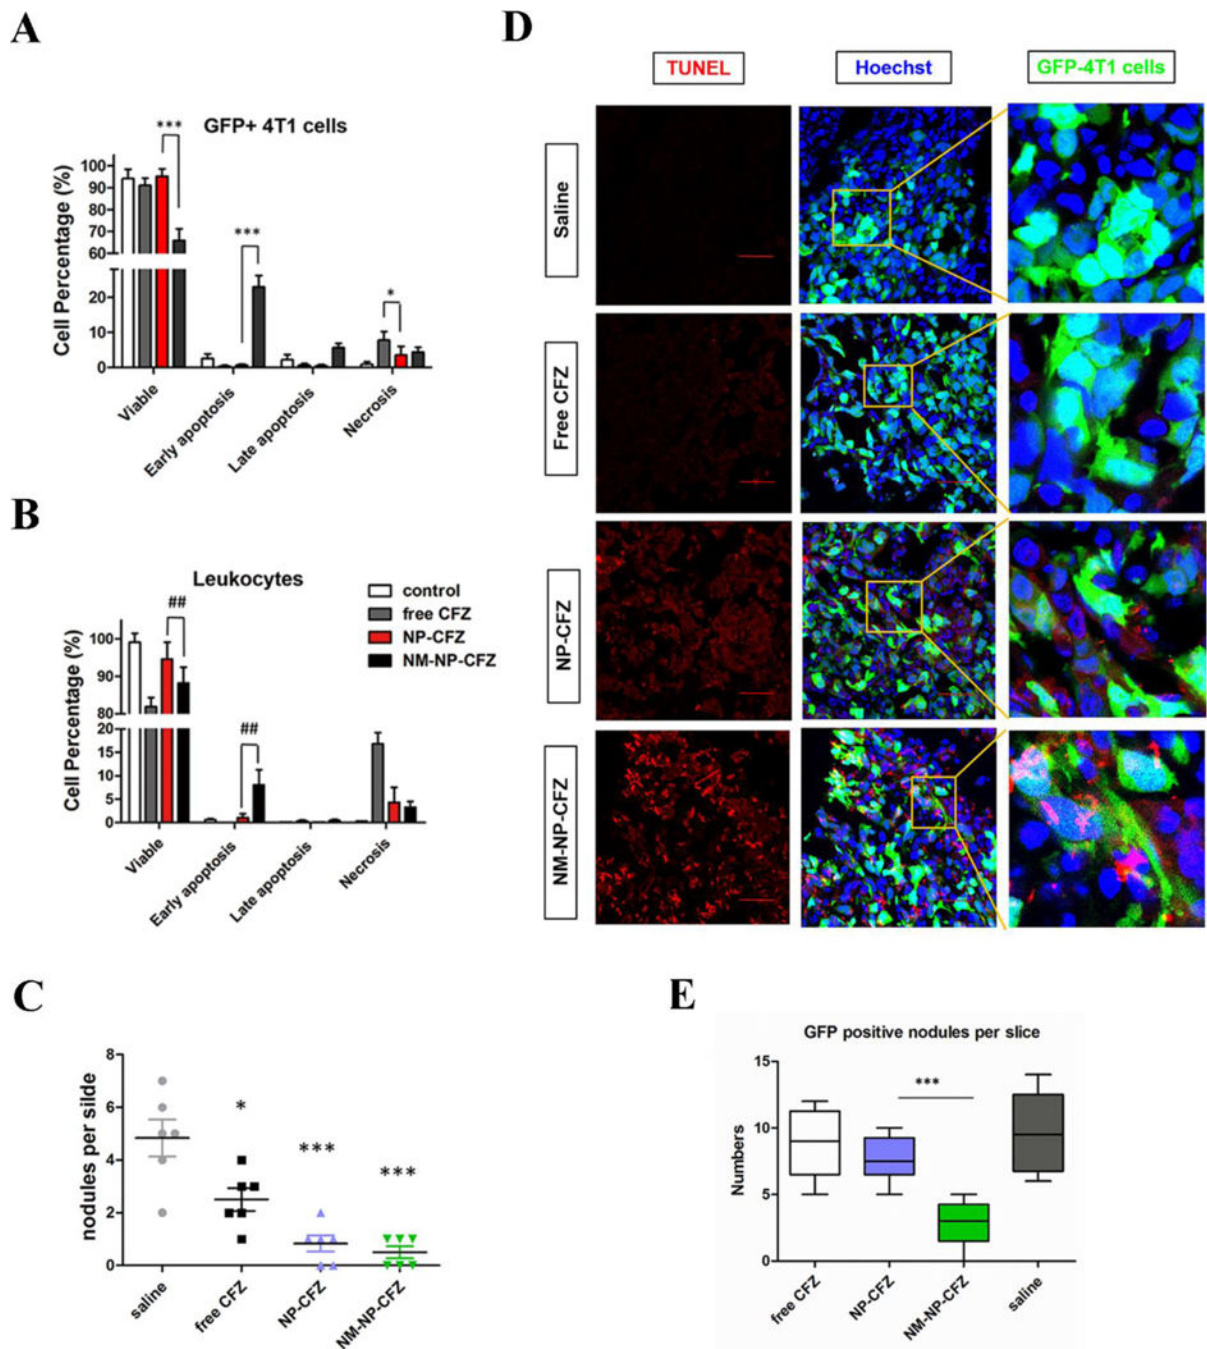 A
GFP+ 4T1 cells
***
***
*
Cell Percentage (%)
100
90
80
70
60
20
10
0
Viable
Early apoptosis
Late apoptosis
Necrosis
B
Leukocytes
##
##
control
free CFZ
NP-CFZ
NM-NP-CFZ
Cell Percentage (%)
100
90
80
20
15
10
5
0
Viable
Early apoptosis
Late apoptosis
Necrosis
C
nodules per silde
8
6
4
2
0
*
***
***
saline
free CFZ
NP-CFZ
NM-NP-CFZ
D
TUNEL
Hoechst
GFP-4T1 cells
Saline
Free CFZ
NP-CFZ
NM-NP-CFZ
E
GFP positive nodules per slice
***
Numbers
15
10
5
0
free CFZ
NP-CFZ
NM-NP-CFZ
saline